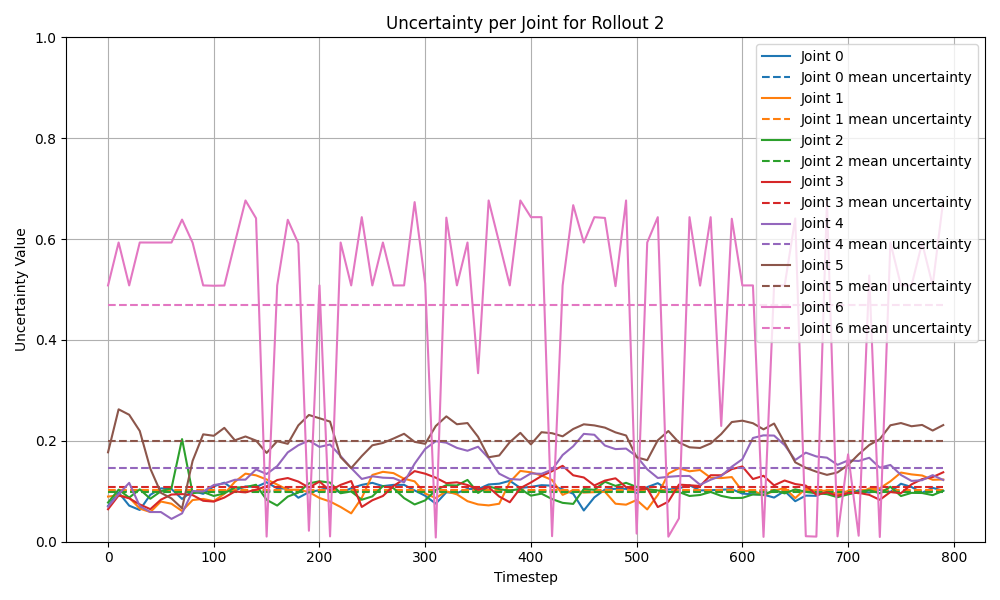 Uncertainty per Joint for Rollout 2
Uncertainty Value
1.0
0.8
0.6
0.4
0.2
0.0
Joint 0
Joint 0 mean uncertainty
Joint 1
Joint 1 mean uncertainty
Joint 2
Joint 2 mean uncertainty
Joint 3
Joint 3 mean uncertainty
Joint 4
Joint 4 mean uncertainty
Joint 5
Joint 5 mean uncertainty
Joint 6
Joint 6 mean uncertainty
0 100 200 300 400 500 600 700 800
Timestep